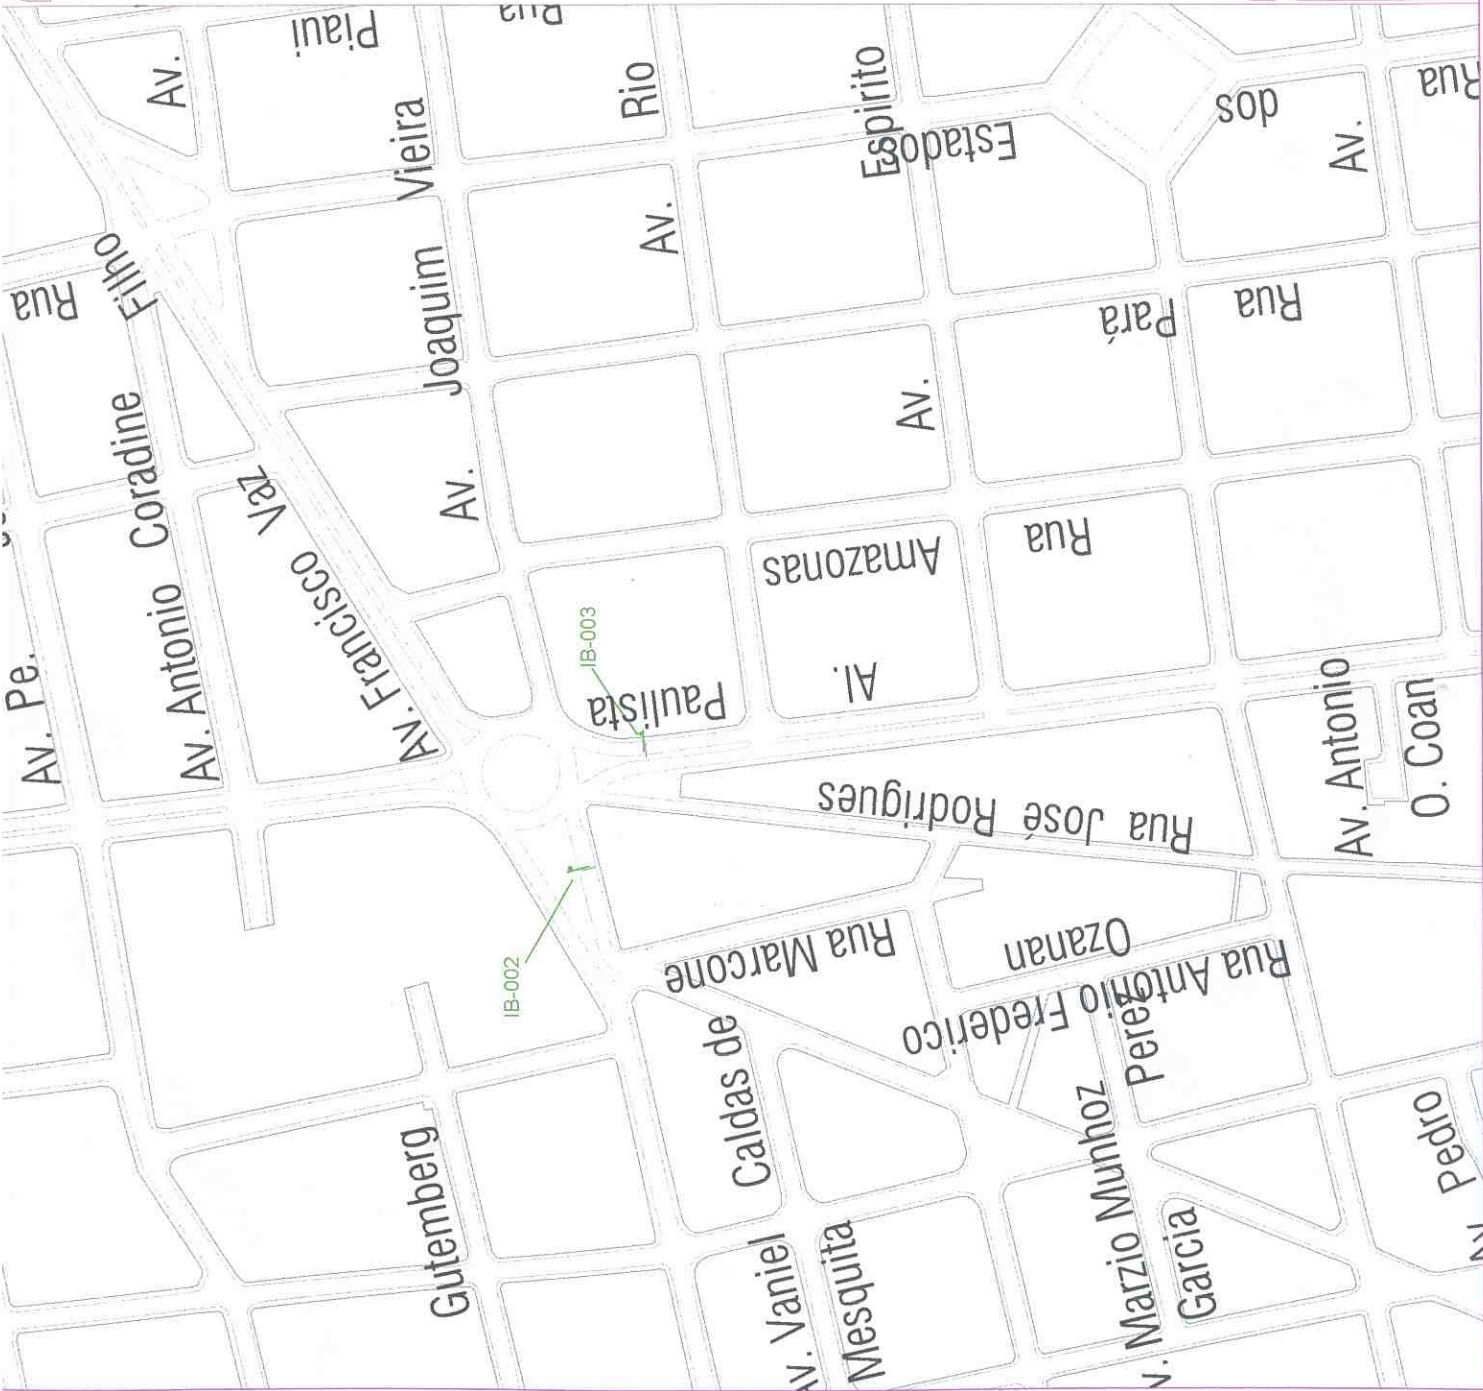 Piaui
Rua
Av.
Rio
Vieira
Espirito
Estados
dos
Av.
Rua
Rua
Filho
Joaquim
Av.
Pará
Rua
Coradine
Vaz
Av.
Av.
Amazonas
Rua
Av. Pe.
Av. Antonio
Av. Francisco
IB-003
Paulista
Al.
Rua José Rodrigues
Av. Antonio
O. Coan
IB-002
Rua Marcone
Ozanan
Rua Antonio Frederico
Caldas de
Perez
Gutemberg
Av. Vaniel
Mesquita
v. Marzio Munhoz
Garcia
Pedro